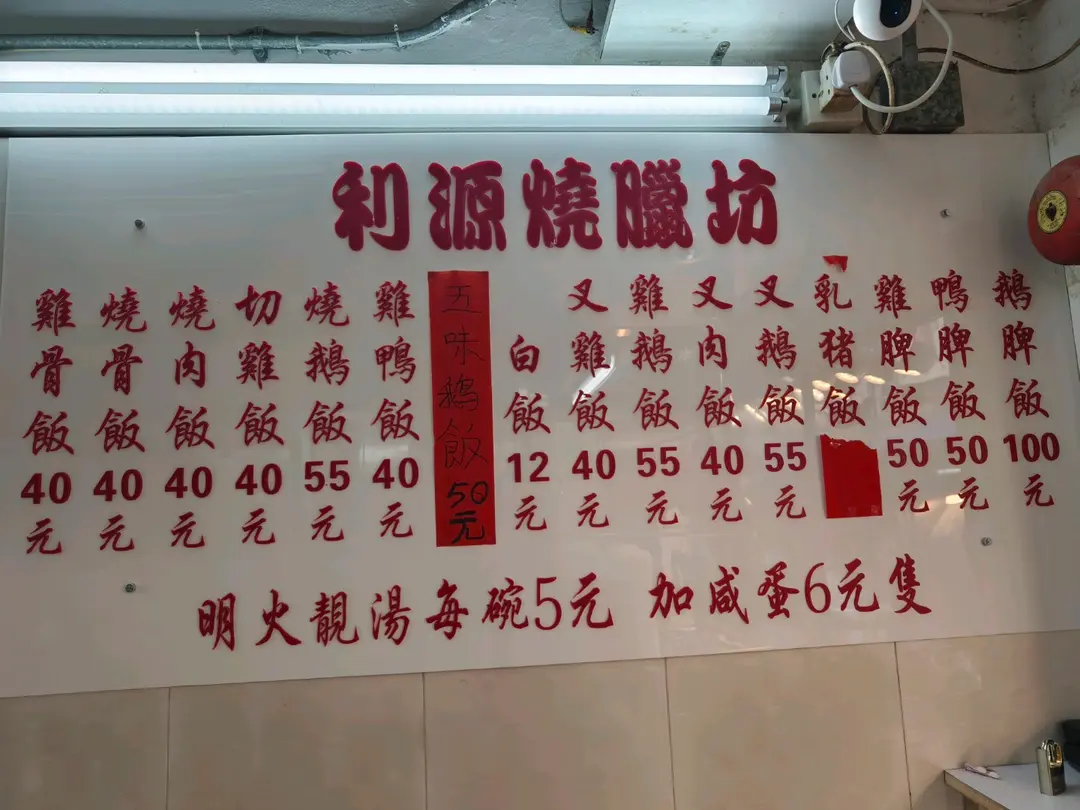 利源燒臘坊
雞骨飯40元
燒骨飯40元
燒肉飯40元
切雞飯40元
燒鵝飯55元
雞鴨飯40元
五味鵝飯50元
白飯12元
叉雞飯40元
雞鵝飯55元
叉肉飯40元
叉鵝飯55元
乳猪飯
雞脾飯50元
鴨脾飯50元
鵝脾飯100元
明火靚湯每碗5元 加咸蛋6元隻